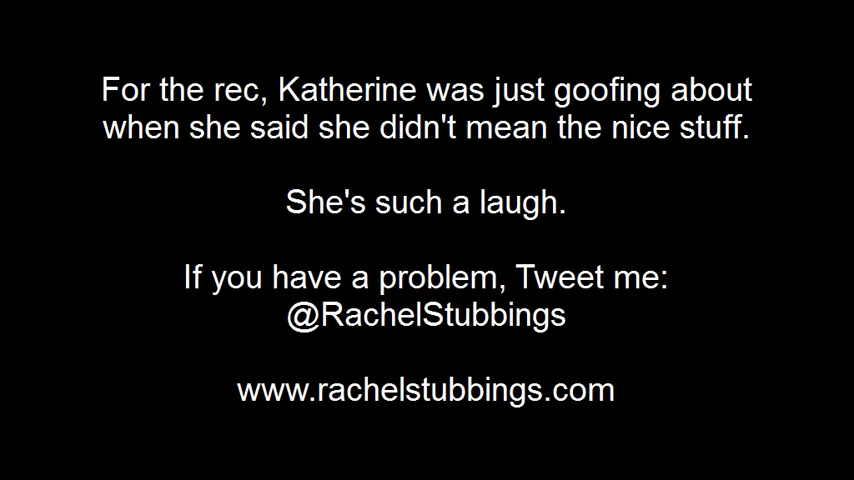 For the rec, Katherine was just goofing about
when she said she didn't mean the nice stuff.
She's such a laugh.
If you have a problem, Tweet me:
@RachelStubbings
www.rachelstubbings.com